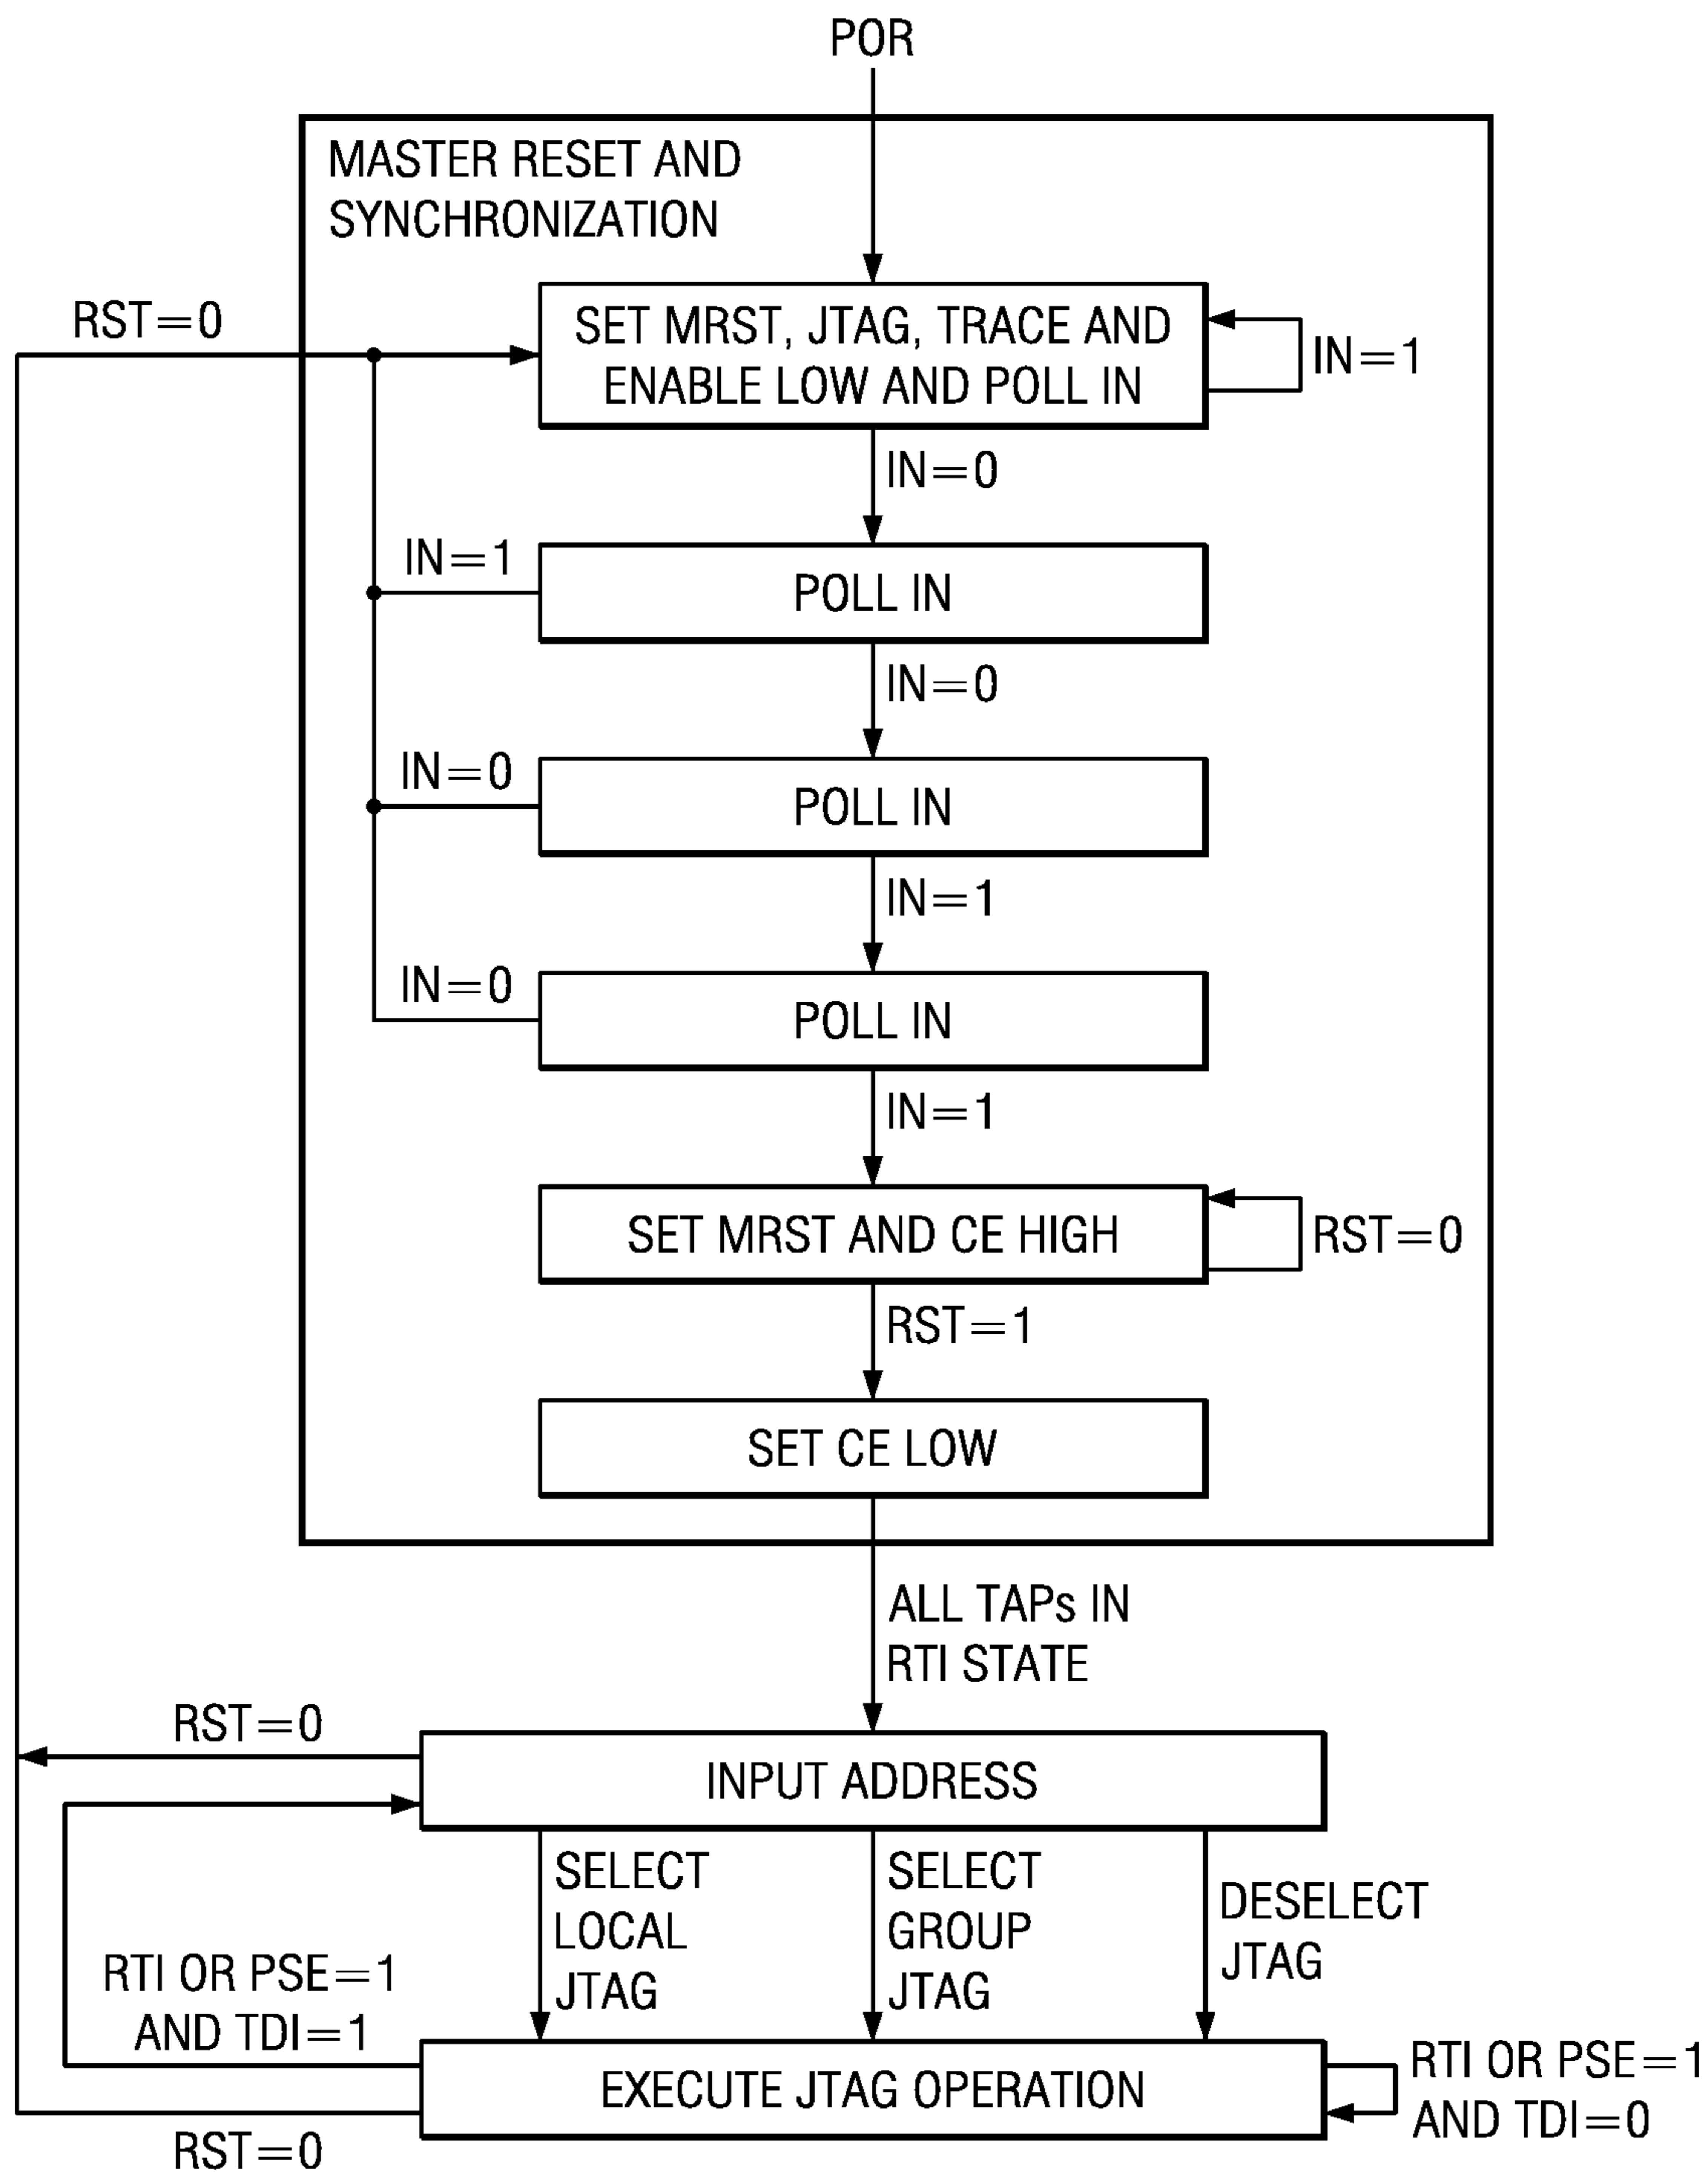 POR
MASTER RESET AND
SYNCHRONIZATION
RST=0
SET MRST, JTAG, TRACE AND
ENABLE LOW AND POLL IN
IN=1
IN=0
IN=1
POLL IN
IN=0
IN=0
POLL IN
IN=1
IN=0
POLL IN
IN=1
SET MRST AND CE HIGH
RST=0
RST=1
SET CE LOW
ALL TAPs IN
RTI STATE
RST=0
INPUT ADDRESS
SELECT
LOCAL
JTAG
SELECT
GROUP
JTAG
DESELECT
JTAG
RTI OR PSE=1
AND TDI=1
EXECUTE JTAG OPERATION
RTI OR PSE=1
AND TDI=0
RST=0